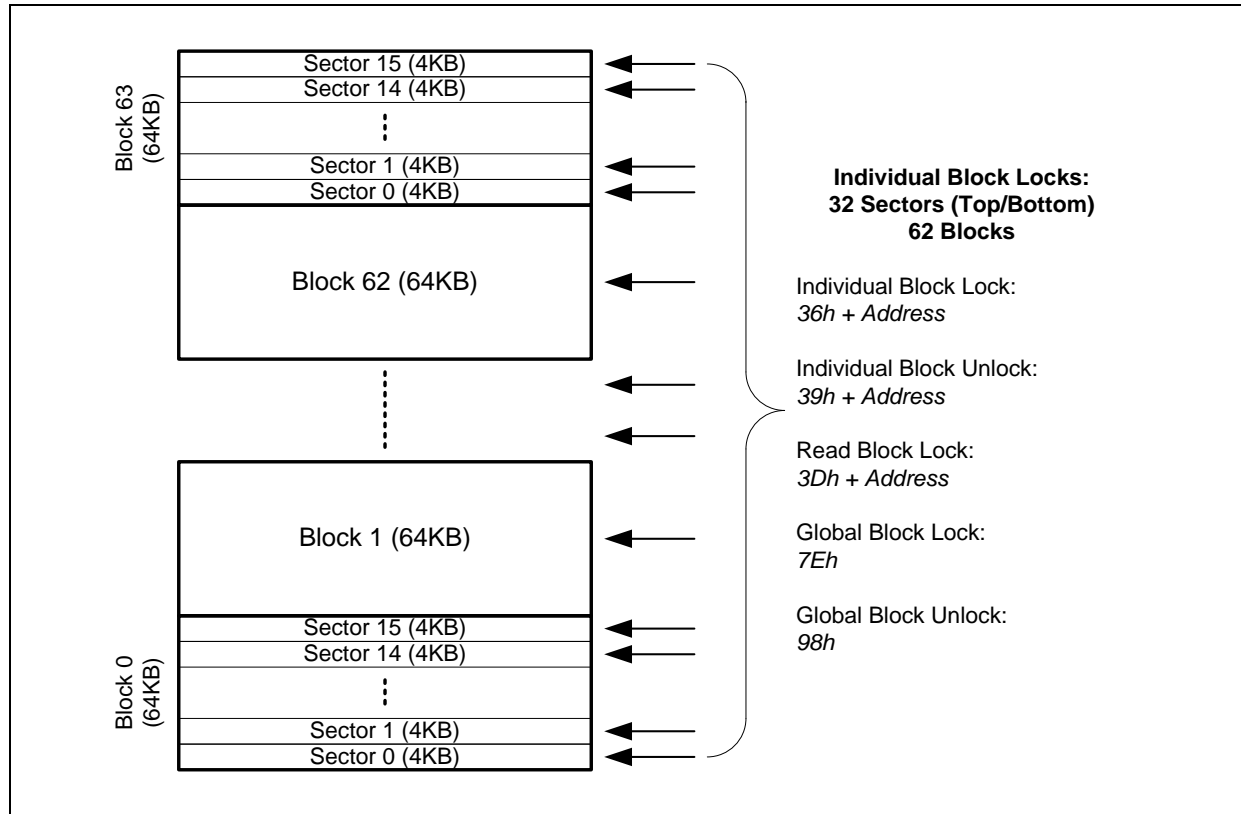 Block 63
(64KB)
Sector 15 (4KB)
Sector 14 (4KB)
Sector 1 (4KB)
Sector 0 (4KB)
Block 62 (64KB)
Block 1 (64KB)
Block 0
(64KB)
Sector 15 (4KB)
Sector 14 (4KB)
Sector 1 (4KB)
Sector 0 (4KB)
Individual Block Locks:
32 Sectors (Top/Bottom)
62 Blocks
Individual Block Lock:
36h + Address
Individual Block Unlock:
39h + Address
Read Block Lock:
3Dh + Address
Global Block Lock:
7Eh
Global Block Unlock:
98h